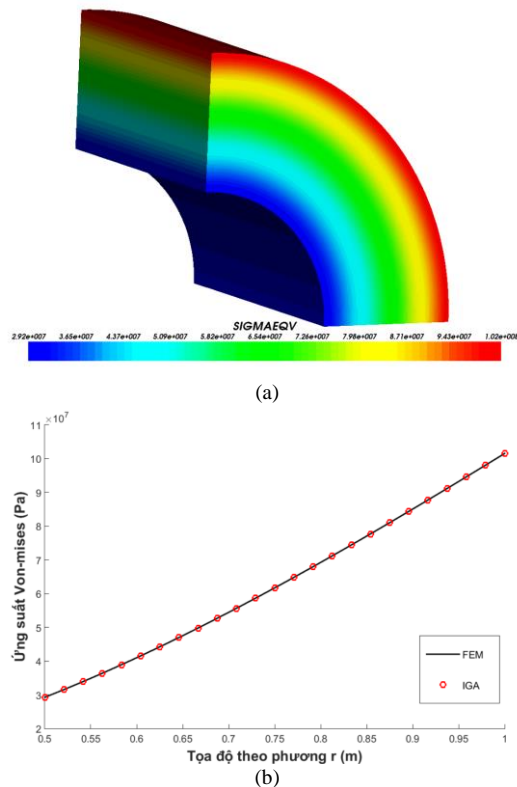 SIGMAEQV
2.92e+007 3.65e+007 4.37e+007 5.09e+007 5.82e+007 6.54e+007 7.26e+007 7.98e+007 8.71e+007 9.43e+007 1.02e+008
(a)
×10^7
11
10
9
8
7
6
5
4
3
2
Ứng suất Von-mises (Pa)
FEM
IGA
0.5 0.55 0.6 0.65 0.7 0.75 0.8 0.85 0.9 0.95 1
Tọa độ theo phương r (m)
(b)